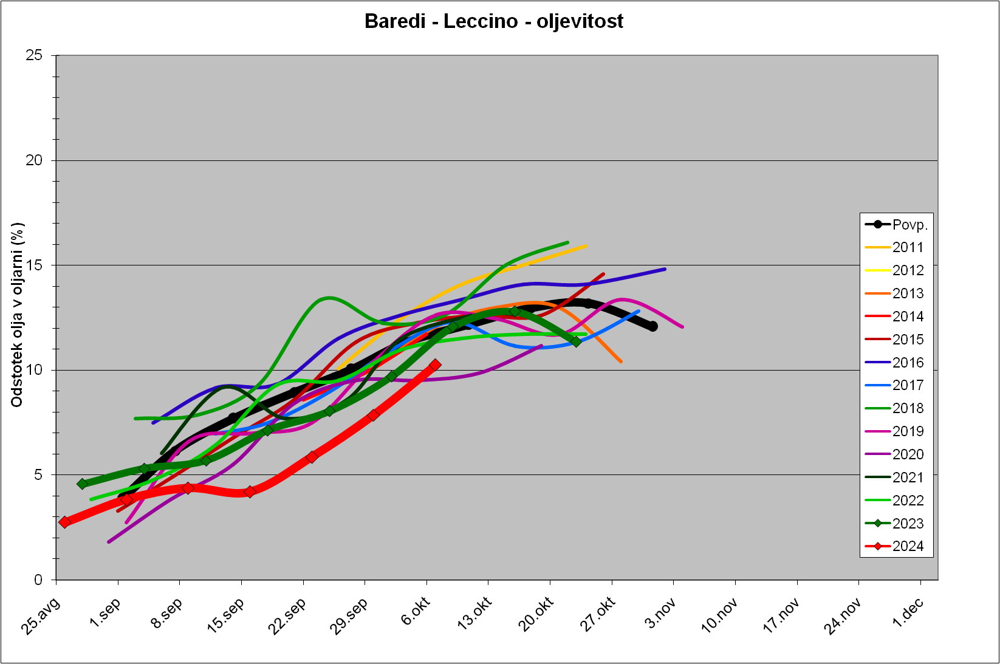 Baredi - Leccino - oljevitost
Odstotek olja v oljarni (%)
25
20
15
10
5
0
25.avg
1.sep
8.sep
15.sep
22.sep
29.sep
6.okt
13.okt
20.okt
27.okt
3.nov
10.nov
17.nov
24.nov
1.dec
Povp.
2011
2012
2013
2014
2015
2016
2017
2018
2019
2020
2021
2022
2023
2024